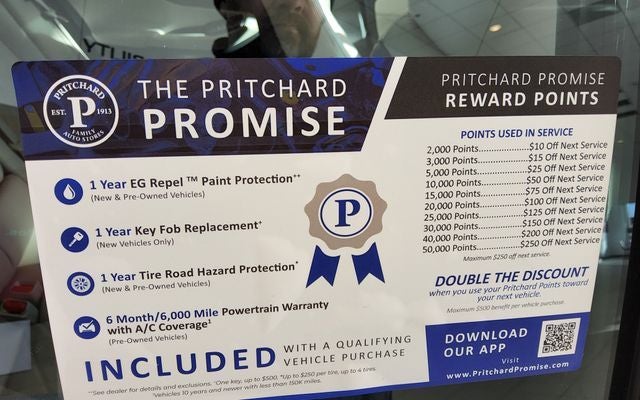 PRITCHARD
EST. P 1913
FAMILY
AUTO STORES
THE PRITCHARD
PROMISE
1 Year EG Repel ™ Paint Protection**
(New & Pre-Owned Vehicles)
1 Year Key Fob Replacement+
(New Vehicles Only)
1 Year Tire Road Hazard Protection*
(New & Pre-Owned Vehicles)
6 Month/6,000 Mile Powertrain Warranty
with A/C Coverage‡
(Pre-Owned Vehicles)
P
INCLUDED WITH A QUALIFYING
VEHICLE PURCHASE
**See dealer for details and exclusions. +One key, up to $500. *Up to $250 per tire, up to 4 tires.
‡Vehicles 10 years and newer with less than 150K miles.
PRITCHARD PROMISE
REWARD POINTS
POINTS USED IN SERVICE
2,000 Points..............$10 Off Next Service
3,000 Points..............$15 Off Next Service
5,000 Points..............$25 Off Next Service
10,000 Points............$50 Off Next Service
15,000 Points............$75 Off Next Service
20,000 Points..........$100 Off Next Service
25,000 Points..........$125 Off Next Service
30,000 Points..........$150 Off Next Service
40,000 Points..........$200 Off Next Service
50,000 Points..........$250 Off Next Service
Maximum $250 off next service.
DOUBLE THE DISCOUNT
when you use your Pritchard Points toward
your next vehicle.
Maximum $500 benefit per vehicle purchase.
DOWNLOAD
OUR APP
Visit
www.PritchardPromise.com